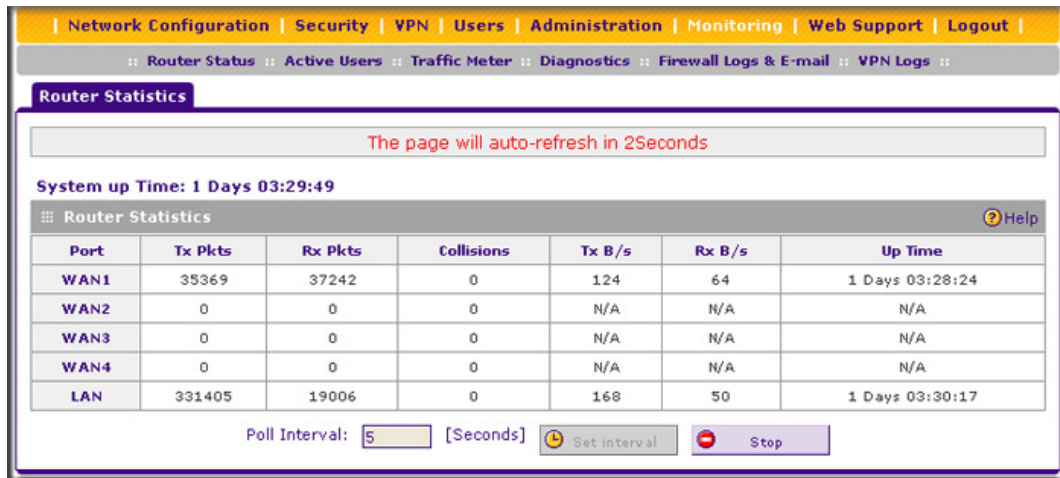 | Network Configuration | Security | VPN | Users | Administration | Monitoring | Web Support | Logout |
:: Router Status :: Active Users :: Traffic Meter :: Diagnostics :: Firewall Logs & E-mail :: VPN Logs ::
Router Statistics
The page will auto-refresh in 2Seconds
System up Time: 1 Days 03:29:49
Router Statistics ? Help
Port Tx Pkts Rx Pkts Collisions Tx B/s Rx B/s Up Time
WAN1 35369 37242 0 124 64 1 Days 03:28:24
WAN2 0 0 0 N/A N/A N/A
WAN3 0 0 0 N/A N/A N/A
WAN4 0 0 0 N/A N/A N/A
LAN 331405 19006 0 168 50 1 Days 03:30:17
Poll Interval: 5 [Seconds] Set interval Stop